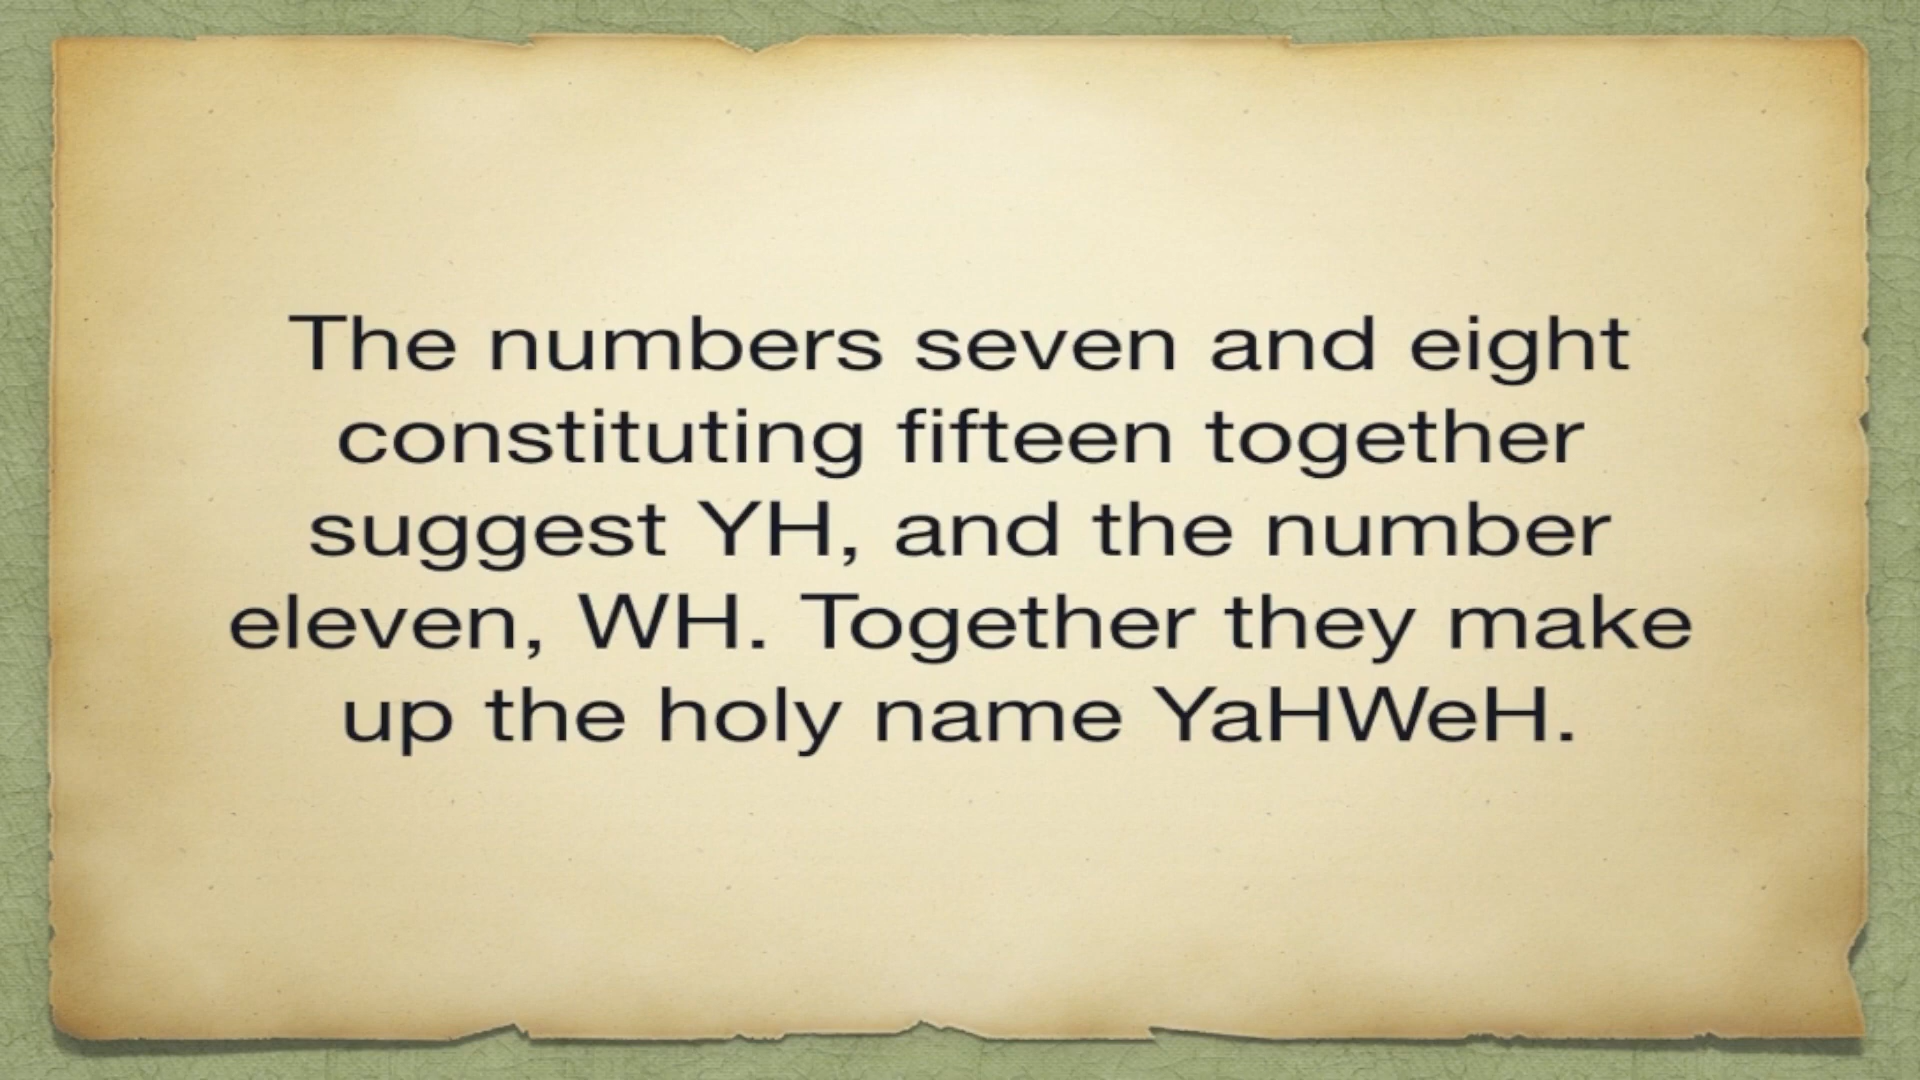 The numbers seven and eight
constituting fifteen together
suggest YH, and the number
eleven, WH. Together they make
up the holy name YaHWeH.